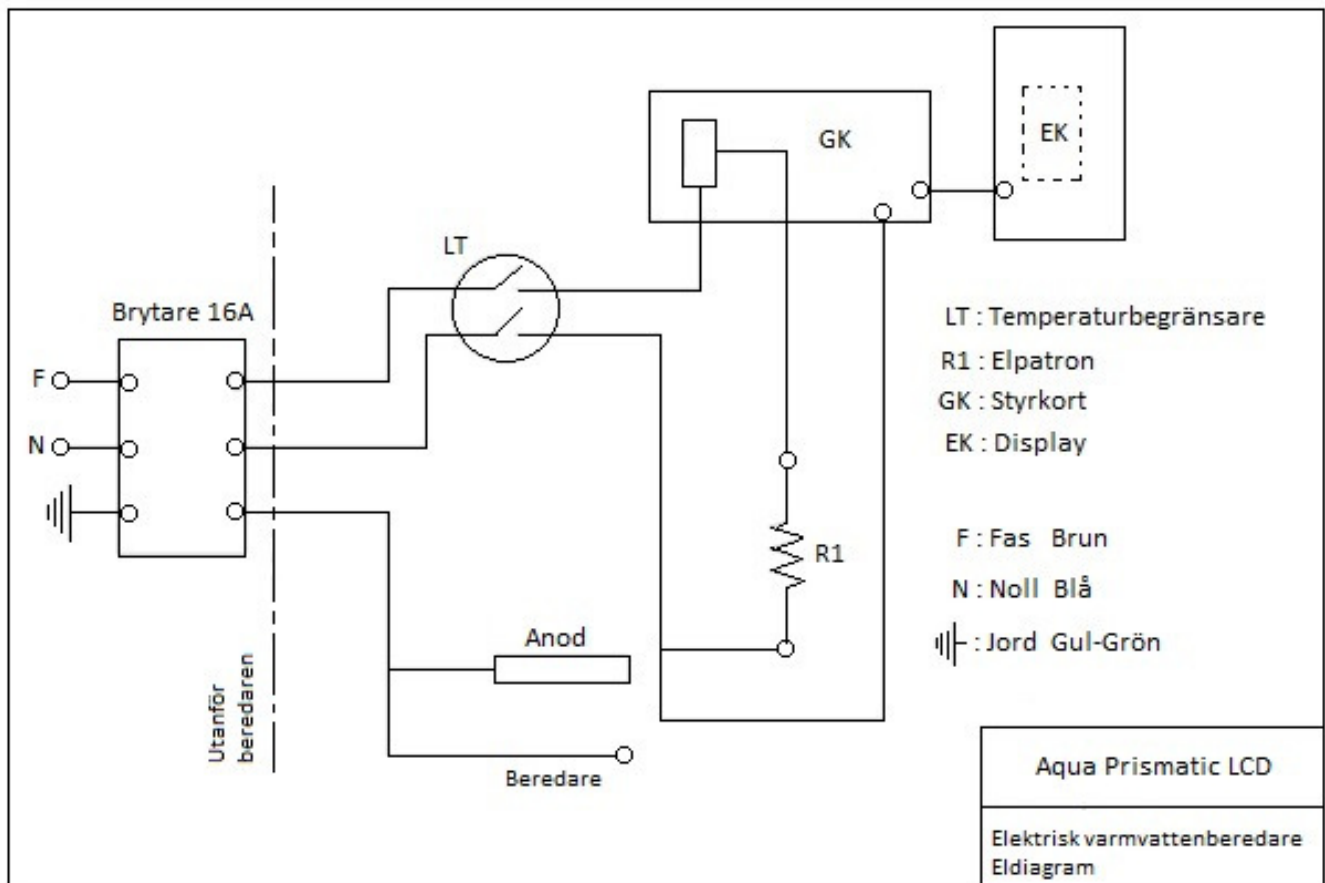 GK
EK
LT
Brytare 16A
F
N
LT : Temperaturbegränsare
R1 : Elpatron
GK : Styrkort
EK : Display
R1
F : Fas Brun
N : Noll Blå
: Jord Gul-Grön
Anod
Utanför
beredaren
Beredare
Aqua Prismatic LCD
Elektrisk varmvattenberedare
Eldiagram